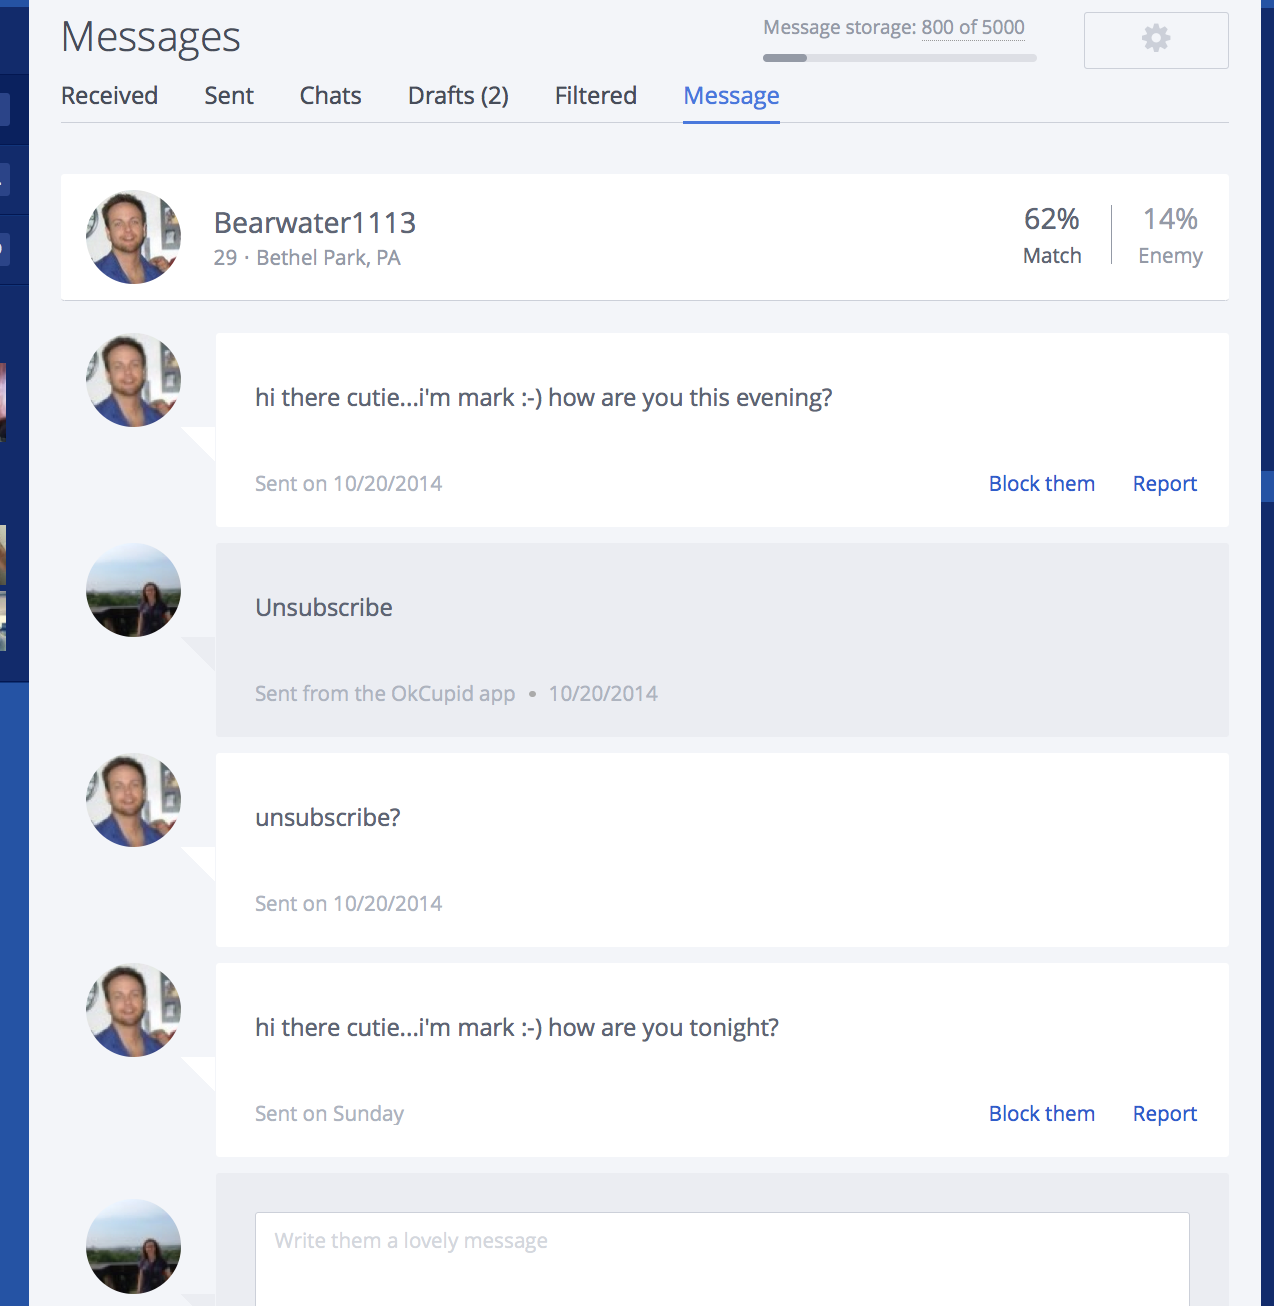 Messages
Message storage: 800 of 5000
Received Sent Chats Drafts (2) Filtered Message
Bearwater1113
29 · Bethel Park, PA
62%
Match
14%
Enemy
hi there cutie...i'm mark :-) how are you this evening?
Sent on 10/20/2014 Block them Report
Unsubscribe
Sent from the OkCupid app • 10/20/2014
unsubscribe?
Sent on 10/20/2014
hi there cutie...i'm mark :-) how are you tonight?
Sent on Sunday Block them Report
Write them a lovely message